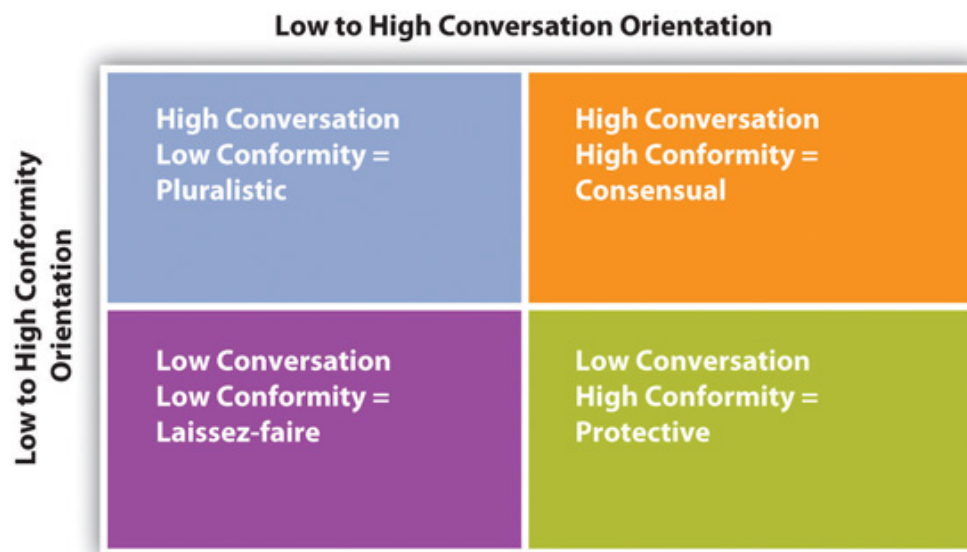 Low to High Conversation Orientation
Low to High Conformity
Orientation
High Conversation
Low Conformity =
Pluralistic
High Conversation
High Conformity =
Consensual
Low Conversation
Low Conformity =
Laissez-faire
Low Conversation
High Conformity =
Protective